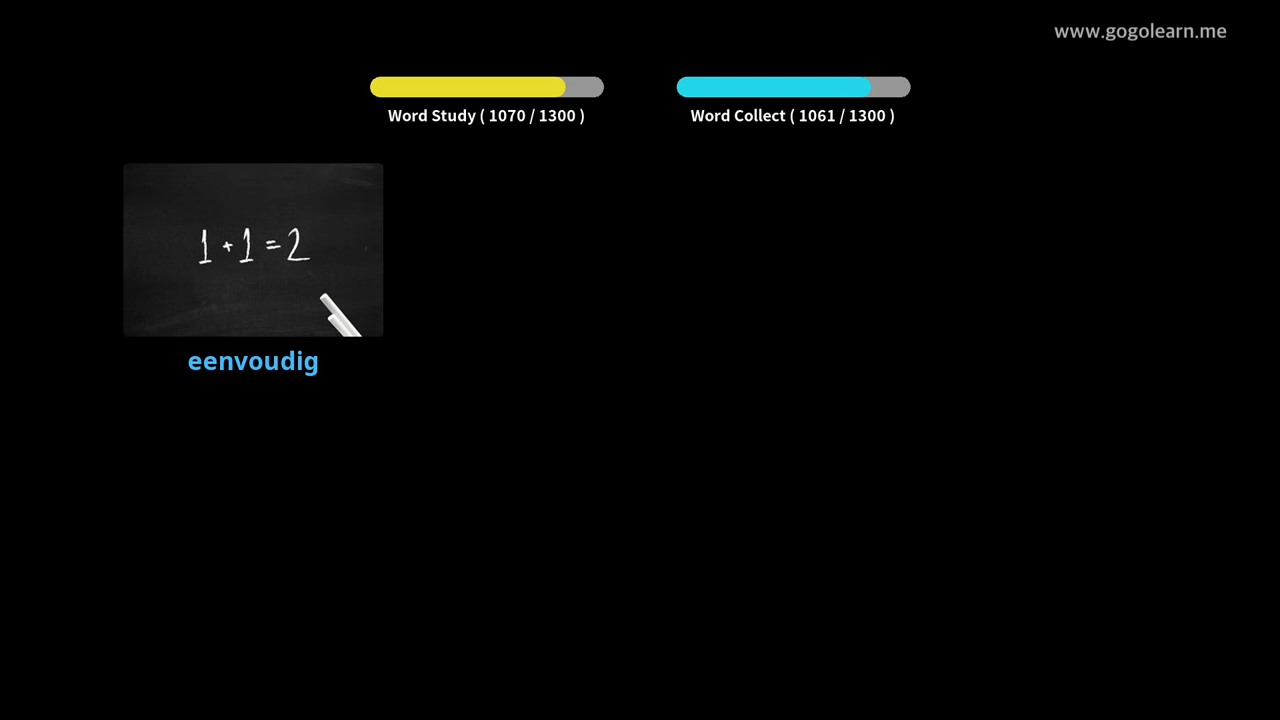 www.gogolearn.me
Word Study ( 1070 / 1300 )
Word Collect ( 1061 / 1300 )
1 + 1 = 2
eenvoudig